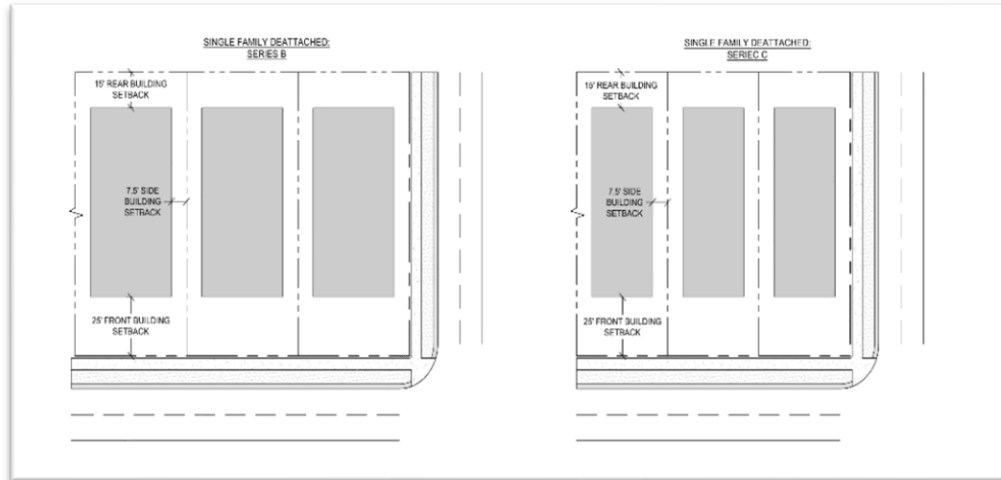 SINGLE FAMILY DEATTACHED:
SERIES B
15' REAR BUILDING
SETBACK
7.5' SIDE
BUILDING
SETBACK
25' FRONT BUILDING
SETBACK
SINGLE FAMILY DEATTACHED:
SERIEC C
15' REAR BUILDING
SETBACK
7.5' SIDE
BUILDING
SETBACK
25' FRONT BUILDING
SETBACK